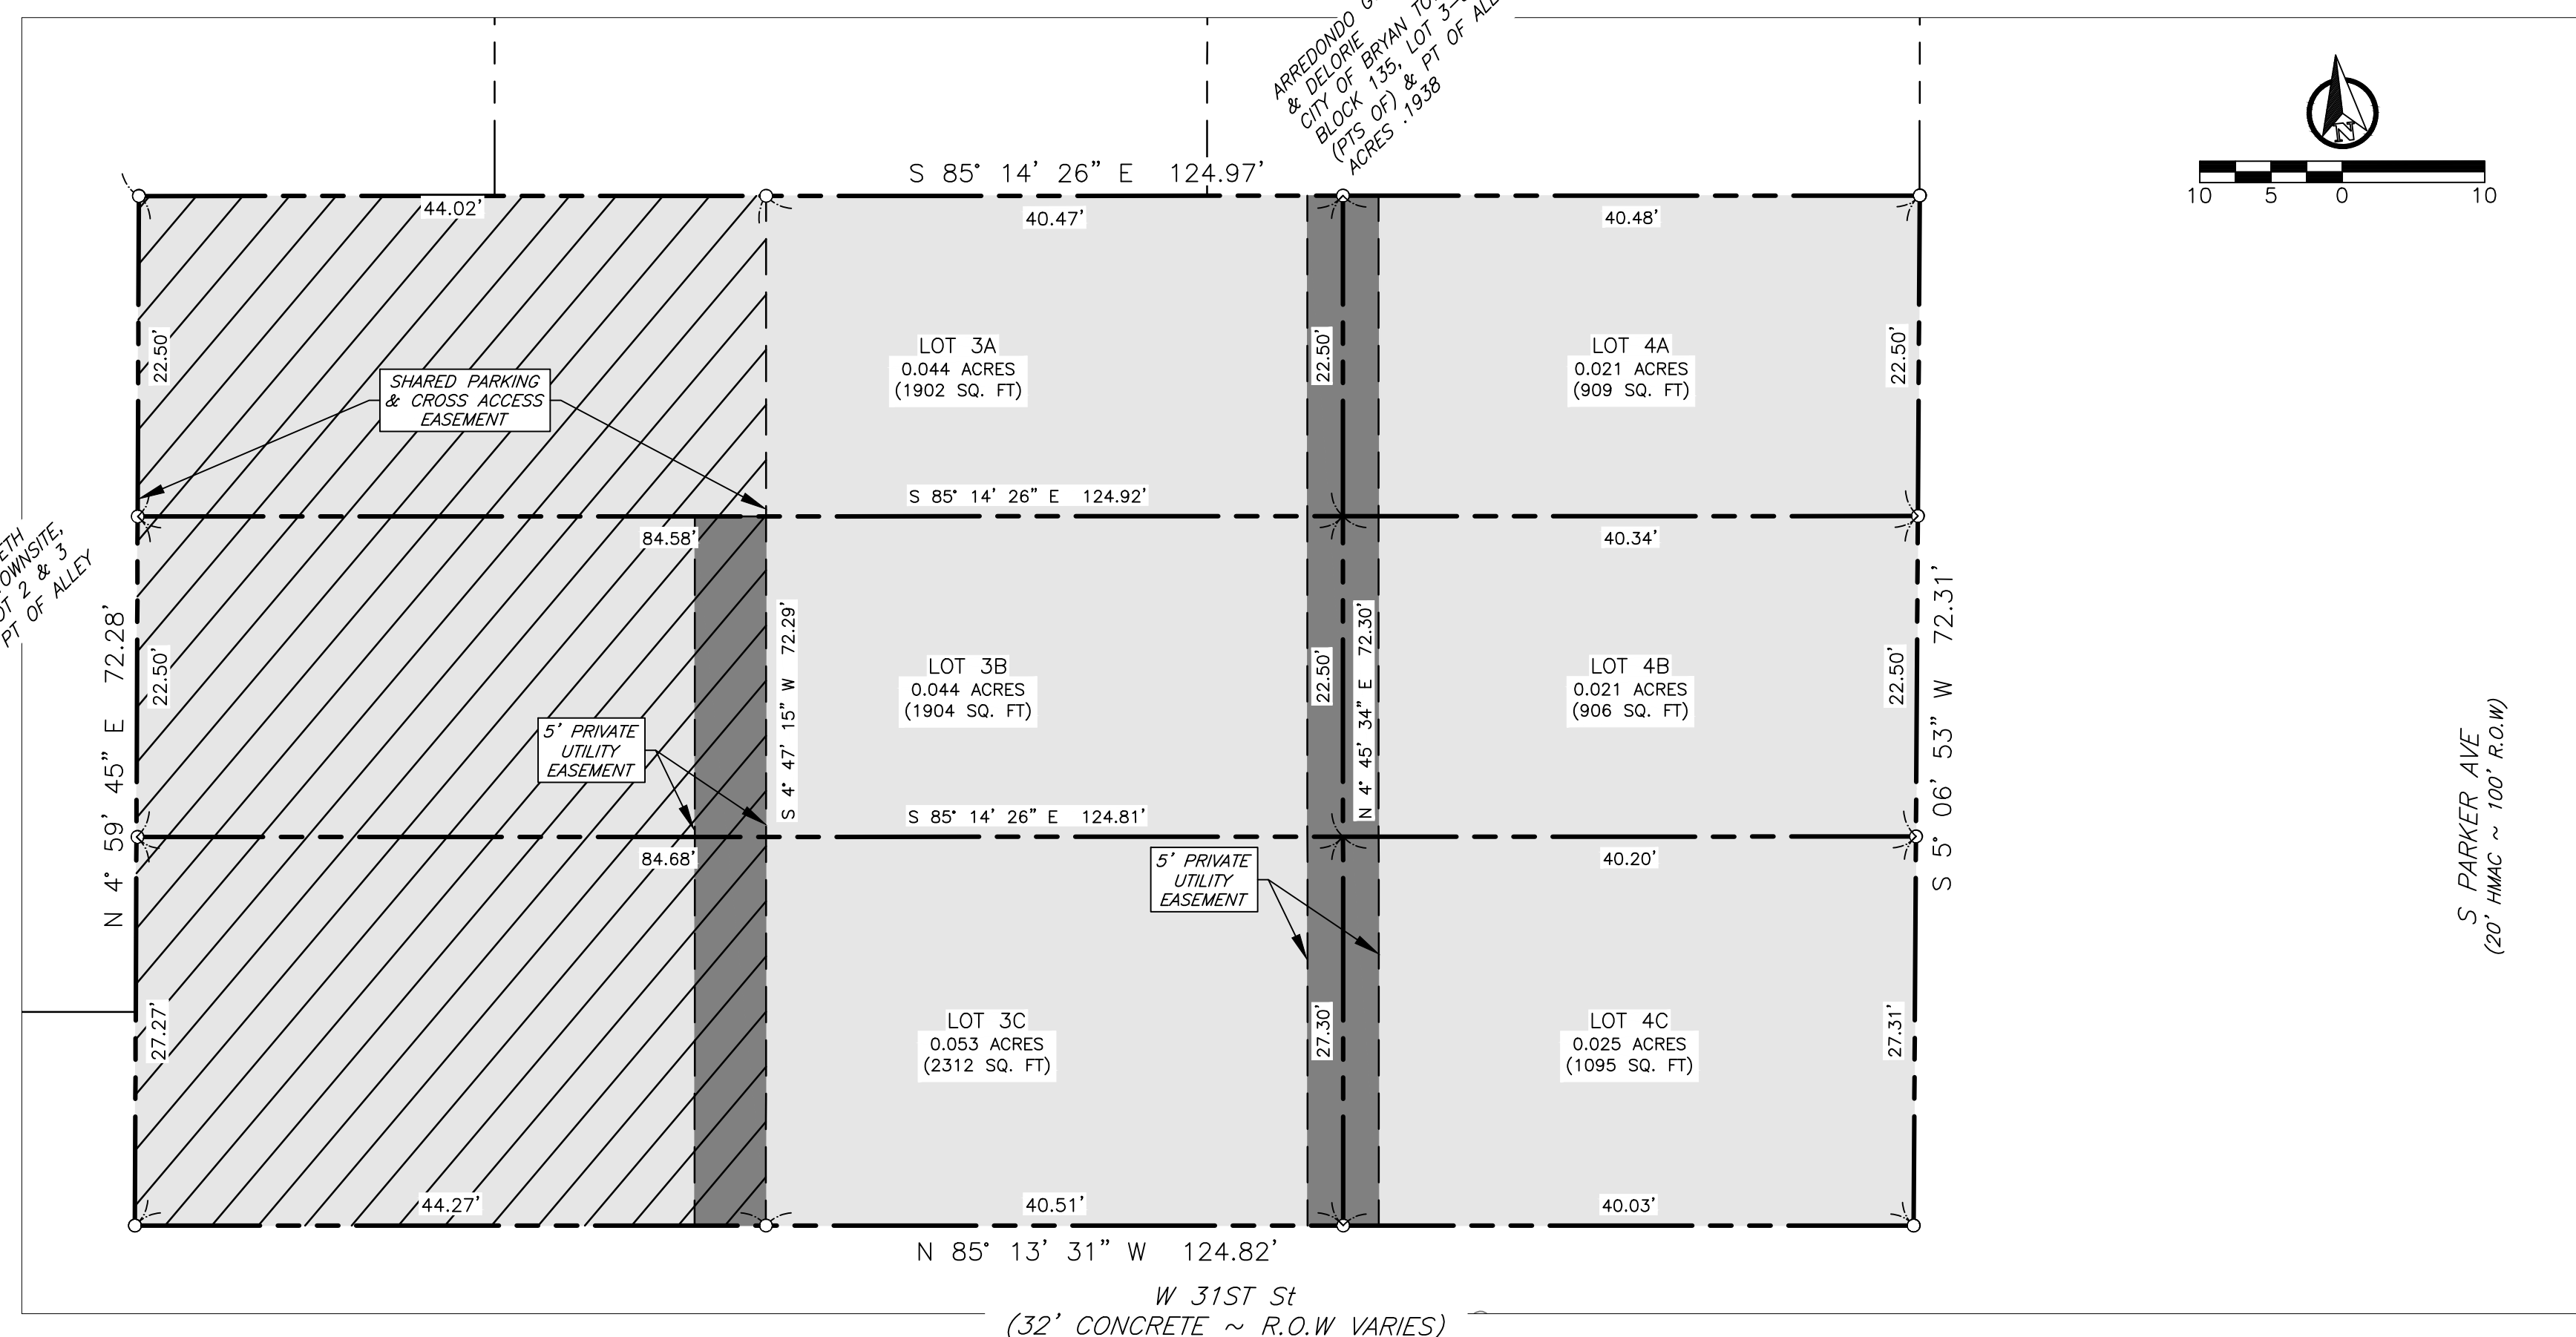 ARREDONDO
& DELORIE
CITY OF BRYAN
BLOCK 135, LOT
(PTS OF) & PT OF
ACRES .1938
S 85° 14' 26" E 124.97'
44.02'
40.47'
40.48'
10 5 0 10
22.50'
22.50'
22.50'
LOT 3A
0.044 ACRES
(1902 SQ. FT)
LOT 4A
0.021 ACRES
(909 SQ. FT)
SHARED PARKING
& CROSS ACCESS
EASEMENT
S 85° 14' 26" E 124.92'
84.58'
40.34'
OWNSITE,
2 & 3
PT OF ALLEY
N 4° 59' 45" E 72.28'
22.50'
S 4° 47' 15" W 72.29'
LOT 3B
0.044 ACRES
(1904 SQ. FT)
22.50'
N 4° 45' 34" E 72.30'
LOT 4B
0.021 ACRES
(906 SQ. FT)
22.50'
S 5° 06' 53" W 72.31'
S PARKER AVE
(20' HMAC ~ 100' R.O.W)
5' PRIVATE
UTILITY
EASEMENT
S 85° 14' 26" E 124.81'
84.68'
40.20'
5' PRIVATE
UTILITY
EASEMENT
27.27'
LOT 3C
0.053 ACRES
(2312 SQ. FT)
27.30'
LOT 4C
0.025 ACRES
(1095 SQ. FT)
27.31'
44.27'
40.51'
40.03'
N 85° 13' 31" W 124.82'
W 31ST St
(32' CONCRETE ~ R.O.W VARIES)
N